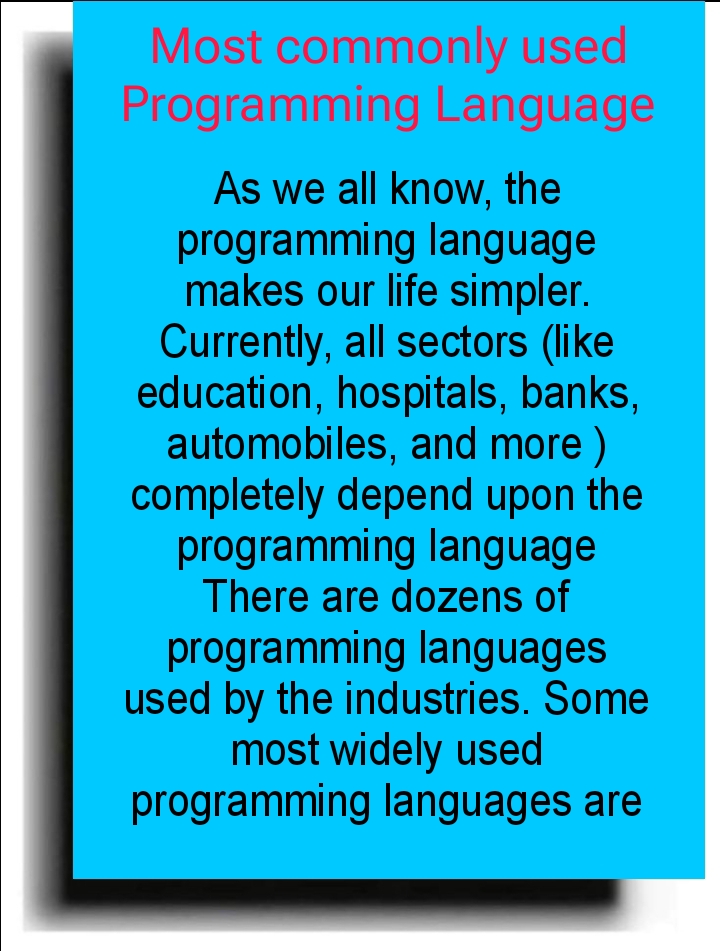 Most commonly used
Programming Language
As we all know, the
programming language
makes our life simpler.
Currently, all sectors (like
education, hospitals, banks,
automobiles, and more )
completely depend upon the
programming language
There are dozens of
programming languages
used by the industries. Some
most widely used
programming languages are